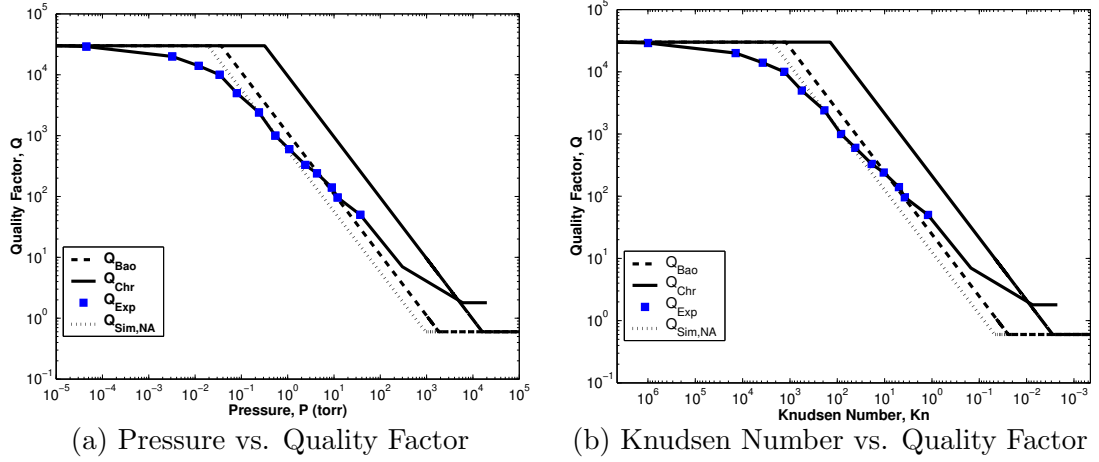 10^5
10^4
10^3
10^2
10^1
10^0
10^-1
Quality Factor, Q
Q_Bao
Q_Chr
Q_Exp
Q_Sim,NA
10^-5 10^-4 10^-3 10^-2 10^-1 10^0 10^1 10^2 10^3 10^4 10^5
Pressure, P (torr)
(a) Pressure vs. Quality Factor
10^5
10^4
10^3
10^2
10^1
10^0
10^-1
Quality Factor, Q
Q_Bao
Q_Chr
Q_Exp
Q_Sim,NA
10^6 10^5 10^4 10^3 10^2 10^1 10^0 10^-1 10^-2 10^-3
Knudsen Number, Kn
(b) Knudsen Number vs. Quality Factor